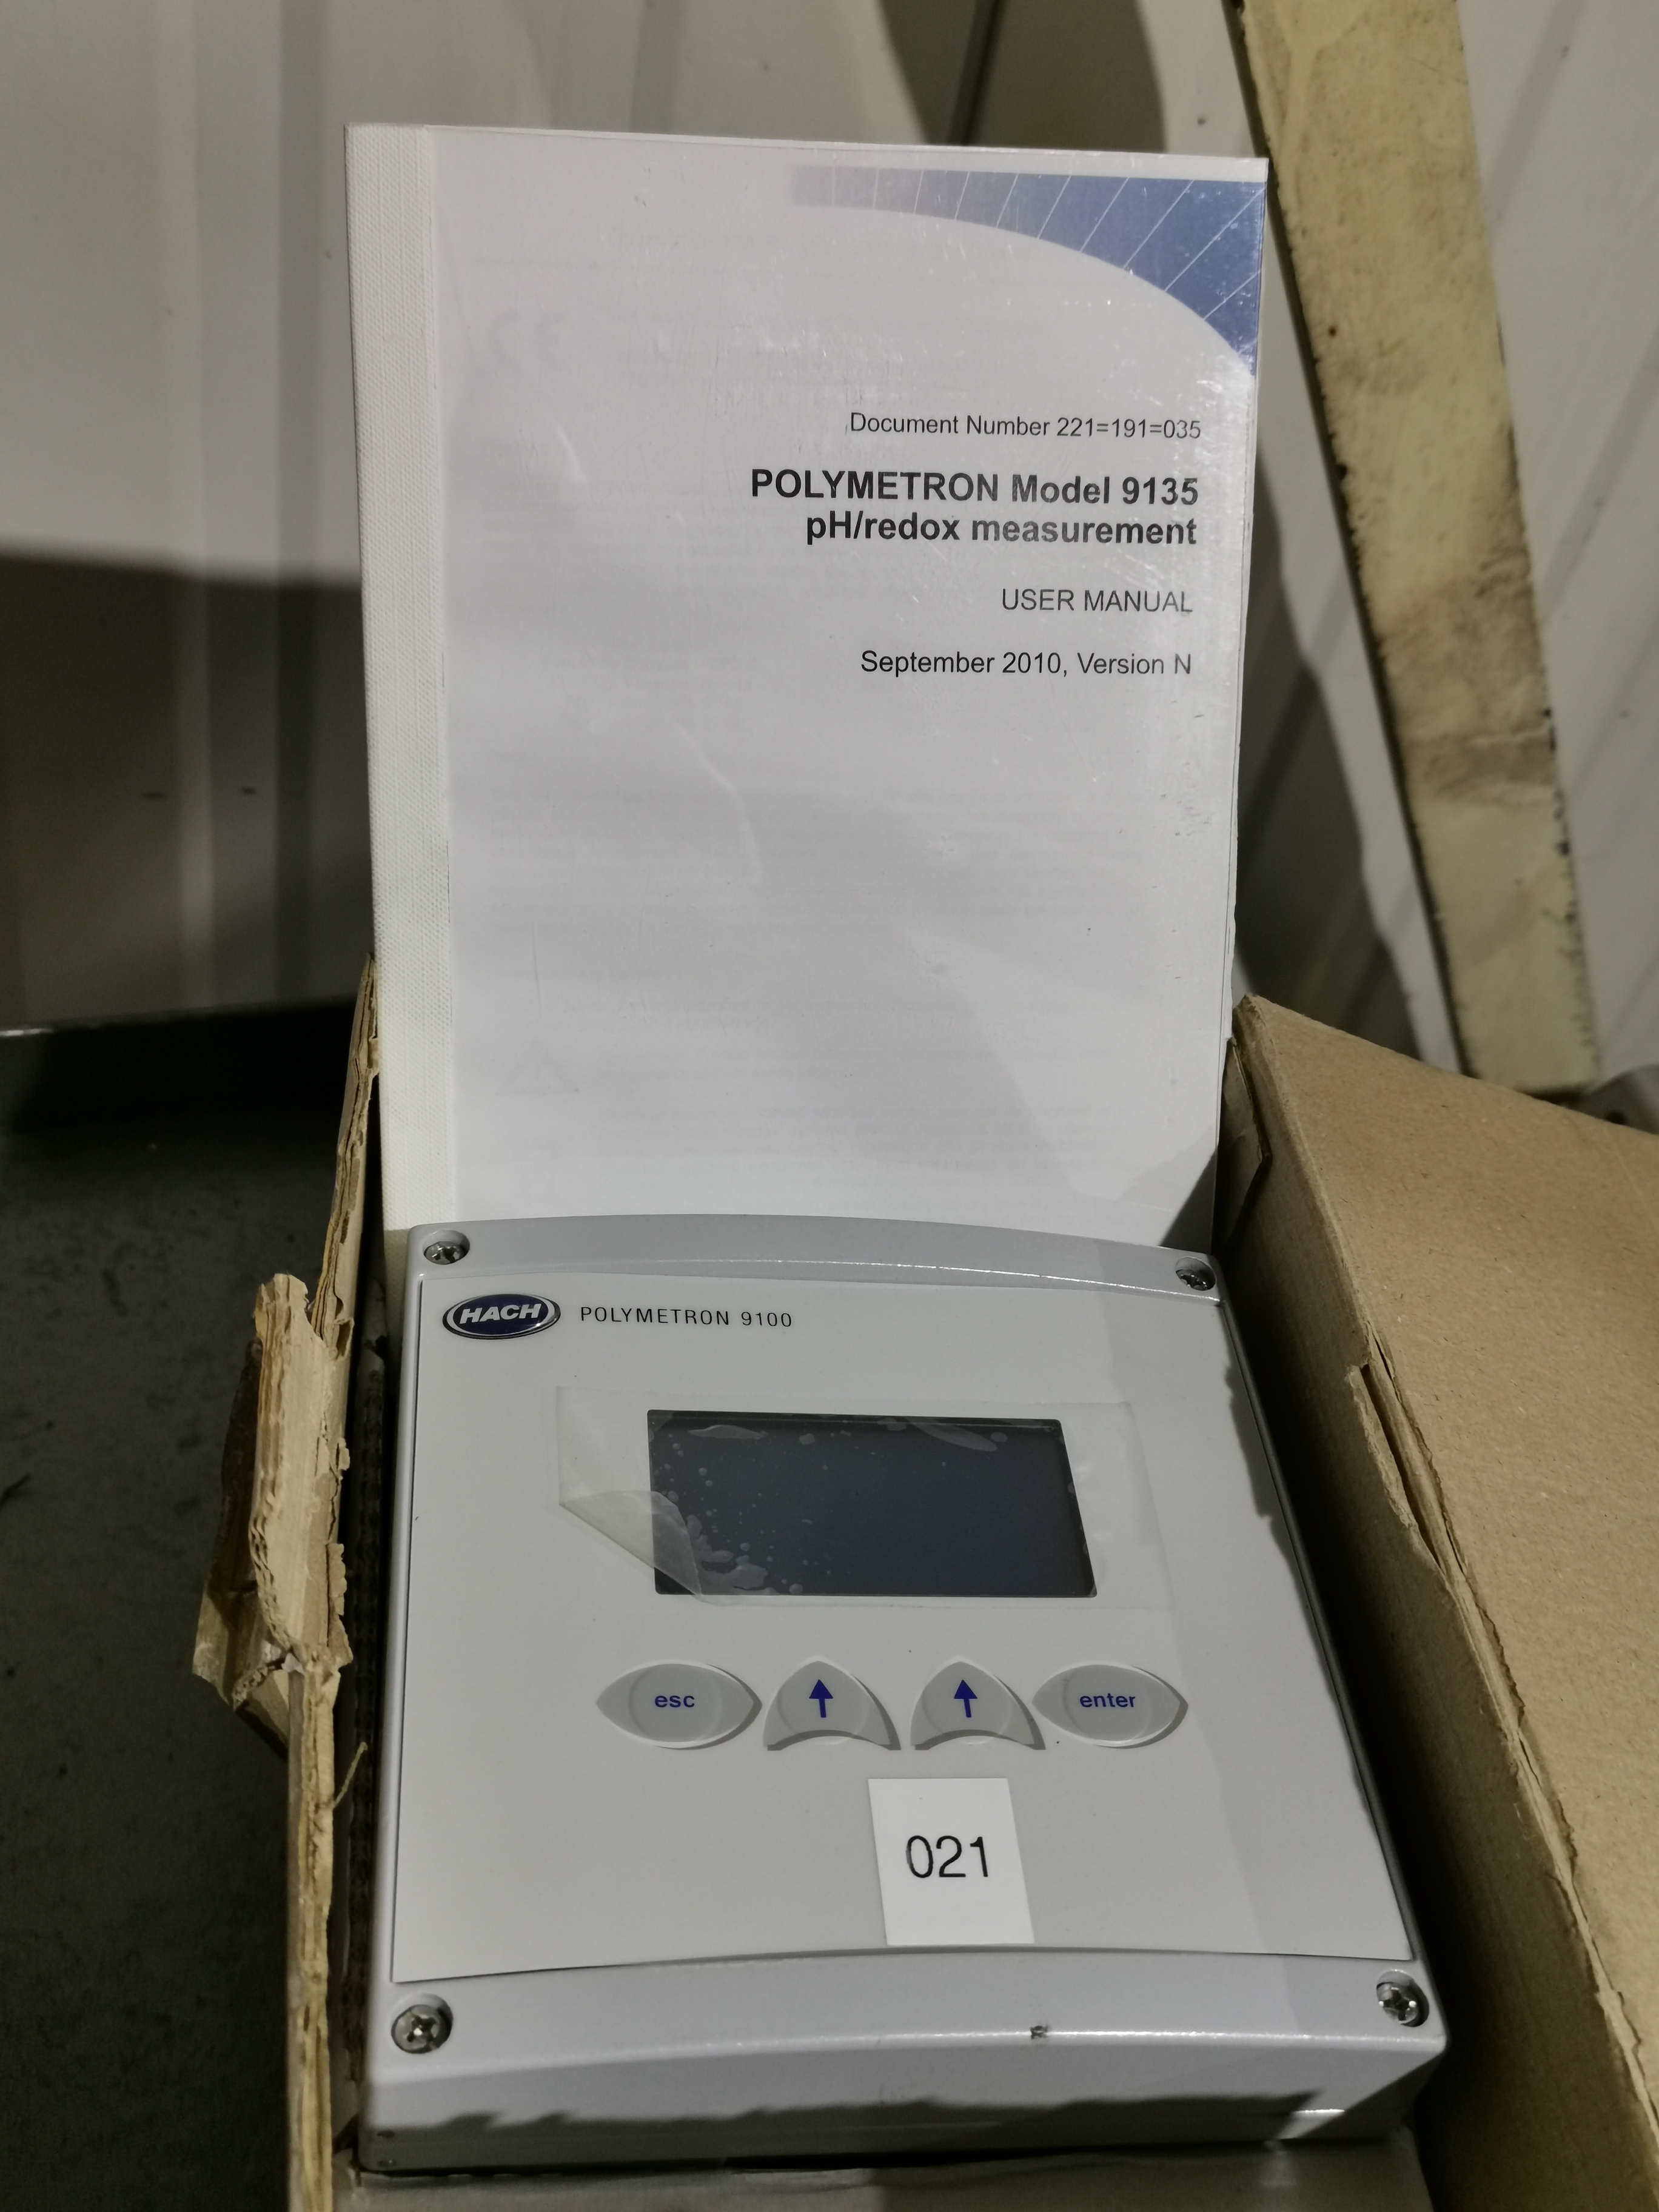 Document Number 221=191=035
POLYMETRON Model 9135
pH/redox measurement
USER MANUAL
September 2010, Version N
HACH POLYMETRON 9100
esc enter
021